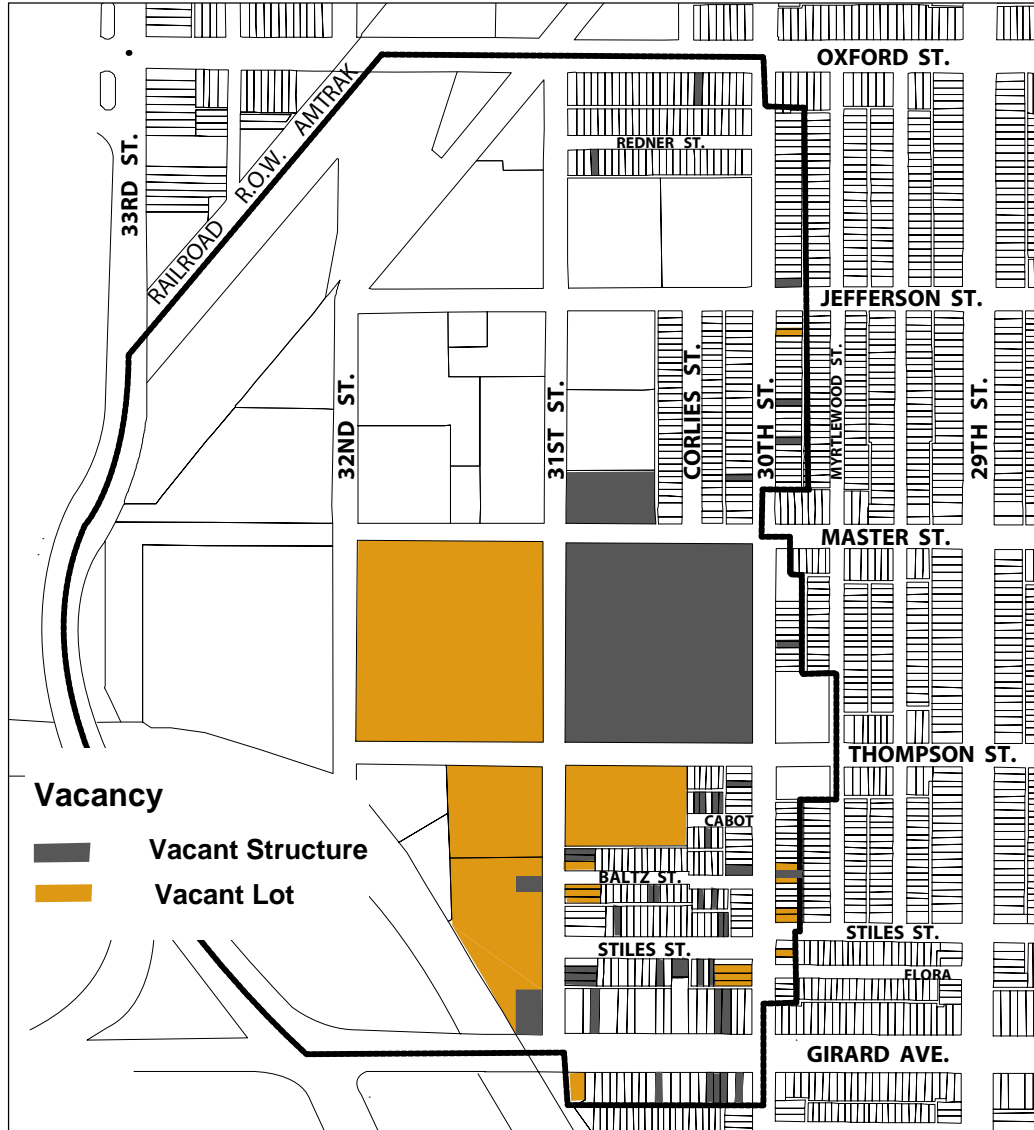 OXFORD ST.
RAILROAD R.O.W. AMTRAK
33RD ST.
REDNER ST.
JEFFERSON ST.
32ND ST.
31ST ST.
CORLIES ST.
30TH ST.
MYRTLEWOOD ST.
29TH ST.
MASTER ST.
THOMPSON ST.
Vacancy
Vacant Structure
Vacant Lot
CABOT
BALTZ ST.
STILES ST.
STILES ST.
FLORA
GIRARD AVE.